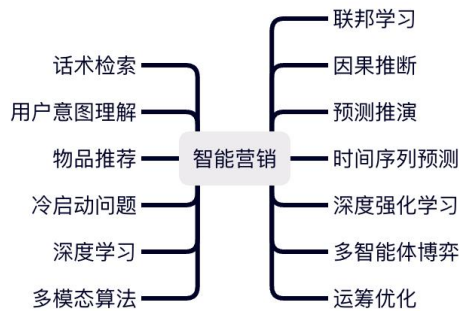 联邦学习
话术检索
因果推断
用户意图理解
预测推演
物品推荐
智能营销
时间序列预测
冷启动问题
深度强化学习
深度学习
多智能体博弈
多模态算法
运筹优化